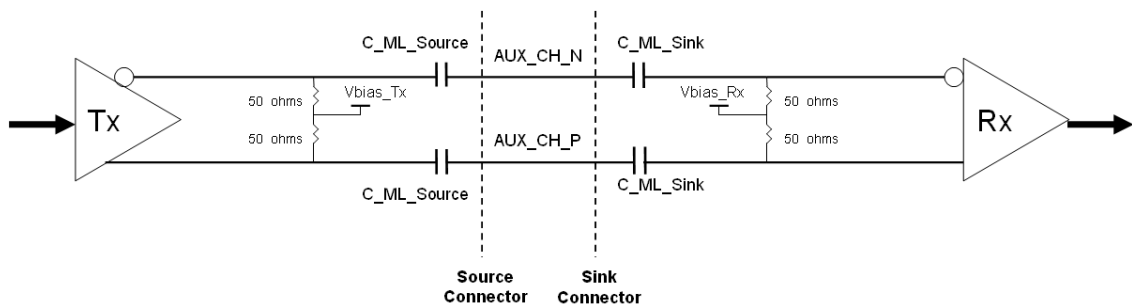 C_ML_Source
AUX_CH_N
C_ML_Sink
50 ohms
Vbias_Tx
Vbias_Rx
50 ohms
Tx
Rx
50 ohms
50 ohms
AUX_CH_P
C_ML_Source
C_ML_Sink
Source
Connector
Sink
Connector